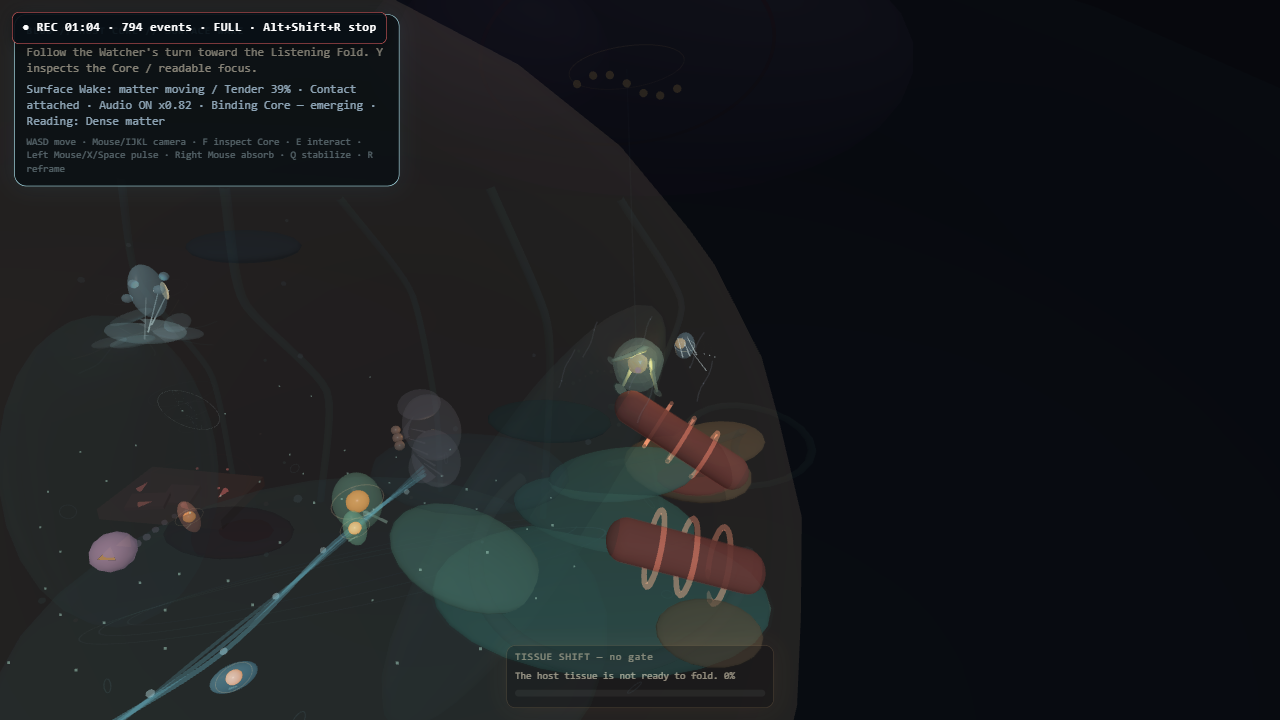 ● REC 01:04 · 794 events · FULL · Alt+Shift+R stop
Follow the Watcher's turn toward the Listening Fold. Y
inspects the Core / readable focus.
Surface Wake: matter moving / Tender 39% · Contact
attached · Audio ON x0.82 · Binding Core — emerging ·
Reading: Dense matter
WASD move · Mouse/IJKL camera · F inspect Core · E interact ·
Left Mouse/X/Space pulse · Right Mouse absorb · Q stabilize · R
reframe
TISSUE SHIFT — no gate
The host tissue is not ready to fold. 0%